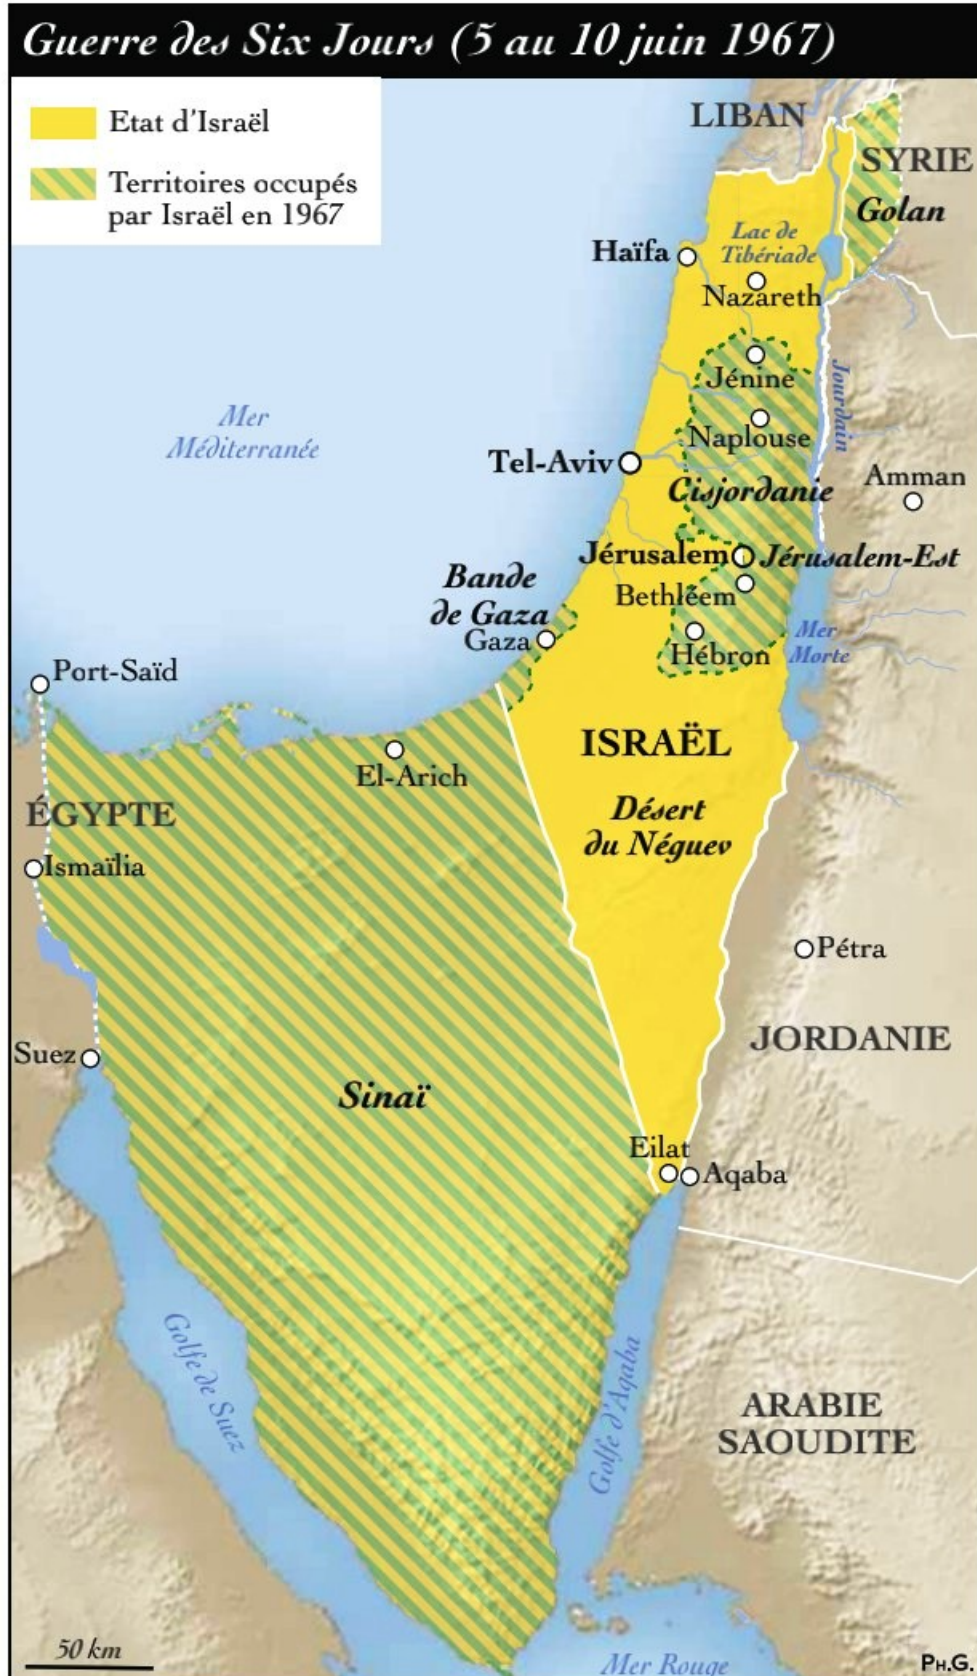 Guerre des Six Jours (5 au 10 juin 1967)
Etat d'Israël
Territoires occupés
par Israël en 1967
LIBAN
SYRIE
Golan
Lac de
Tibériade
Haïfa
Nazareth
Jénine
Jourdain
Naplouse
Mer
Méditerranée
Tel-Aviv
Amman
Cisjordanie
Jérusalem
Jérusalem-Est
Bande
de Gaza
Bethléem
Gaza
Mer
Morte
Hébron
Port-Saïd
ISRAËL
El-Arich
ÉGYPTE
Désert
du Néguev
Ismaïlia
Pétra
JORDANIE
Suez
Sinaï
Eilat
Aqaba
Golfe de Suez
Golfe d'Aqaba
ARABIE
SAOUDITE
50 km
Mer Rouge
PH.G.